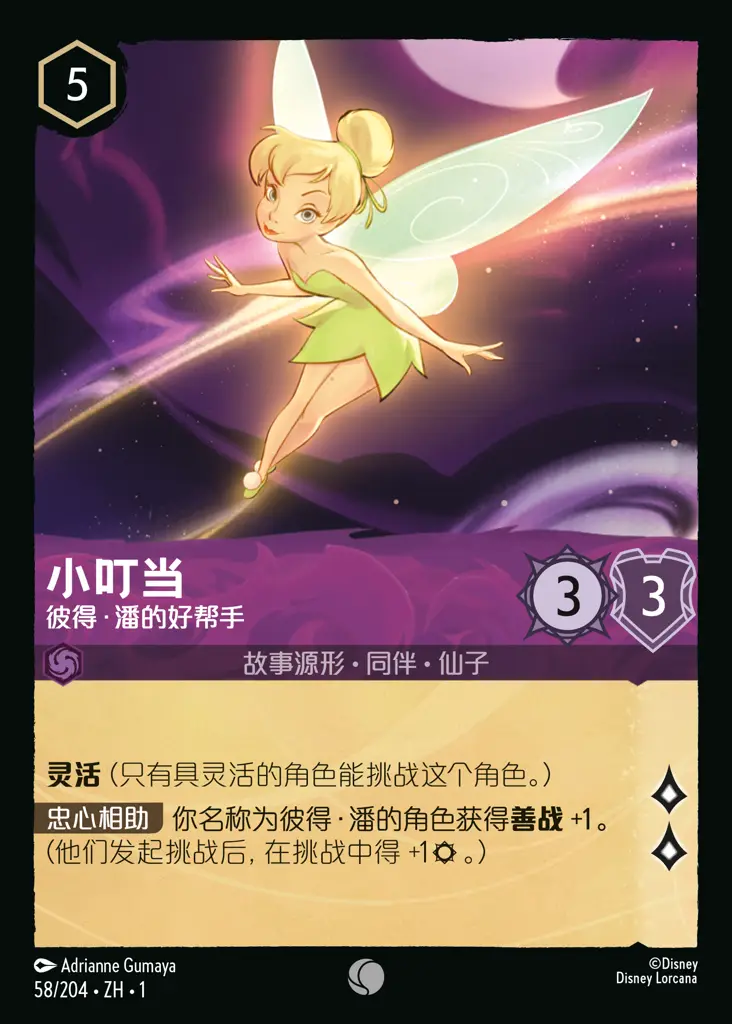 5
小叮当
彼得·潘的好帮手
3
3
故事源形 • 同伴 • 仙子
灵活 (只有具灵活的角色能挑战这个角色。)
忠心相助 你名称为彼得·潘的角色获得善战 +1。
(他们发起挑战后, 在挑战中得 +1 。)
Adrianne Gumaya
58/204 • ZH • 1
©Disney
Disney Lorcana